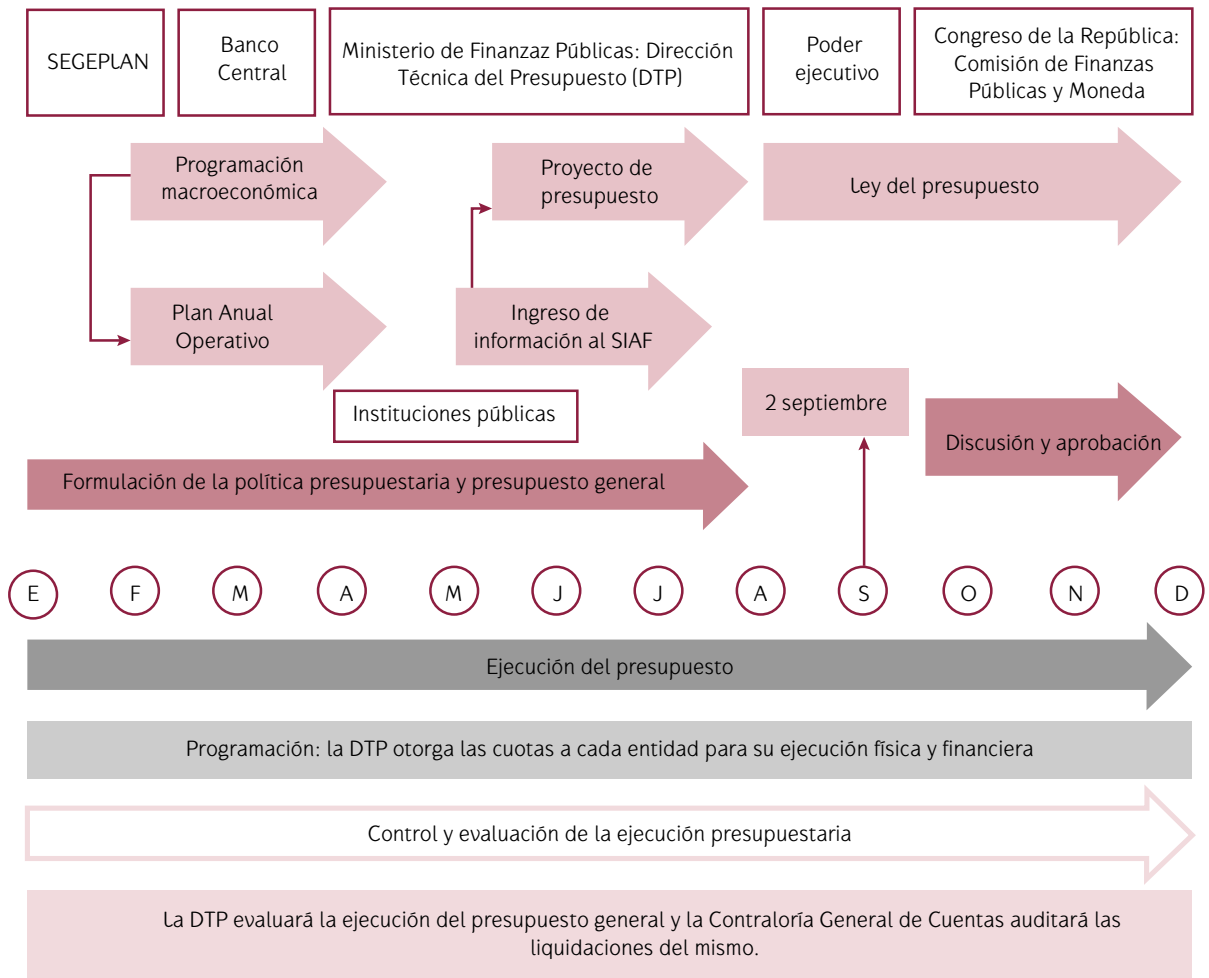 SEGEPLAN
Banco
Central
Ministerio de Finanzaz Públicas: Dirección
Técnica del Presupuesto (DTP)
Poder
ejecutivo
Congreso de la República:
Comisión de Finanzas
Públicas y Moneda
Programación
macroeconómica
Proyecto de
presupuesto
Ley del presupuesto
Plan Anual
Operativo
Ingreso de
información al SIAF
Instituciones públicas
2 septiembre
Discusión y aprobación
Formulación de la política presupuestaria y presupuesto general
E F M A M J J A S O N D
Ejecución del presupuesto
Programación: la DTP otorga las cuotas a cada entidad para su ejecución física y financiera
Control y evaluación de la ejecución presupuestaria
La DTP evaluará la ejecución del presupuesto general y la Contraloría General de Cuentas auditará las
liquidaciones del mismo.